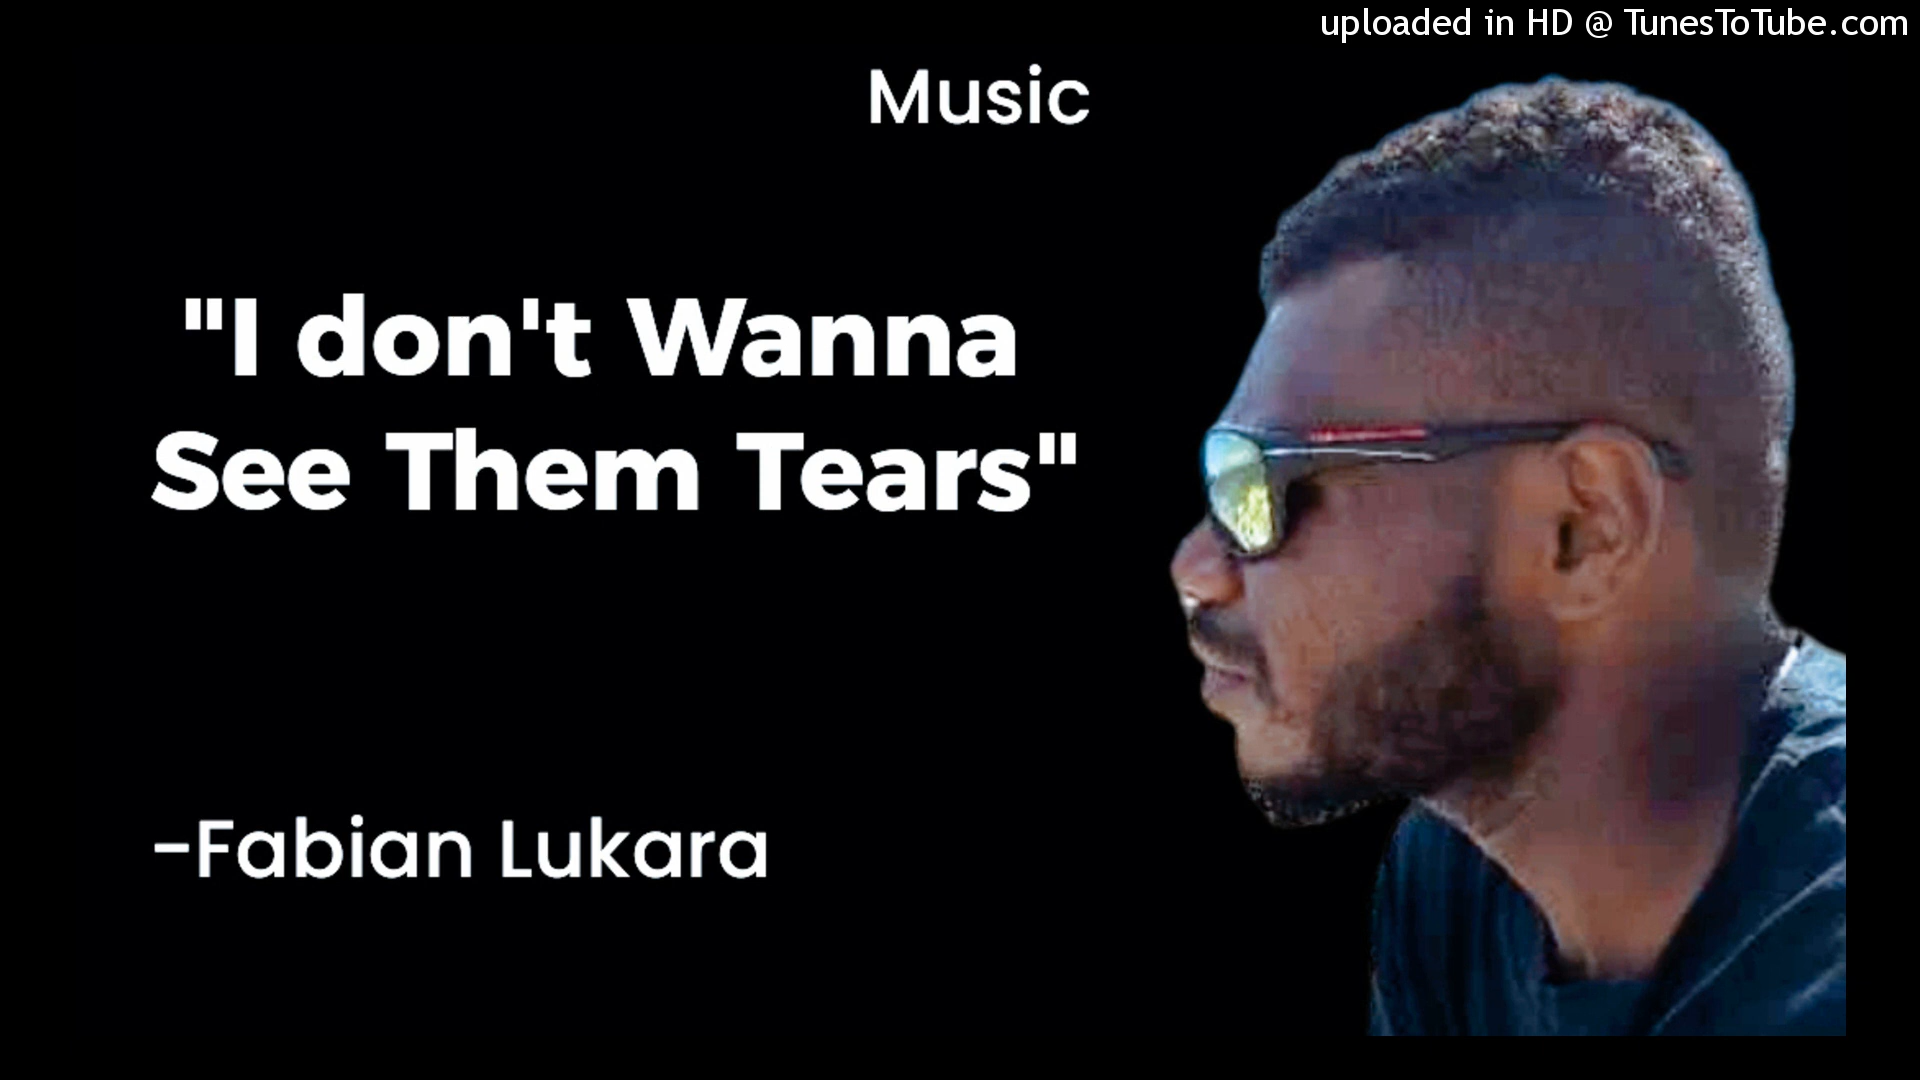 uploaded in HD @ TunesToTube.com
Music
"I don't Wanna
See Them Tears"
-Fabian Lukara